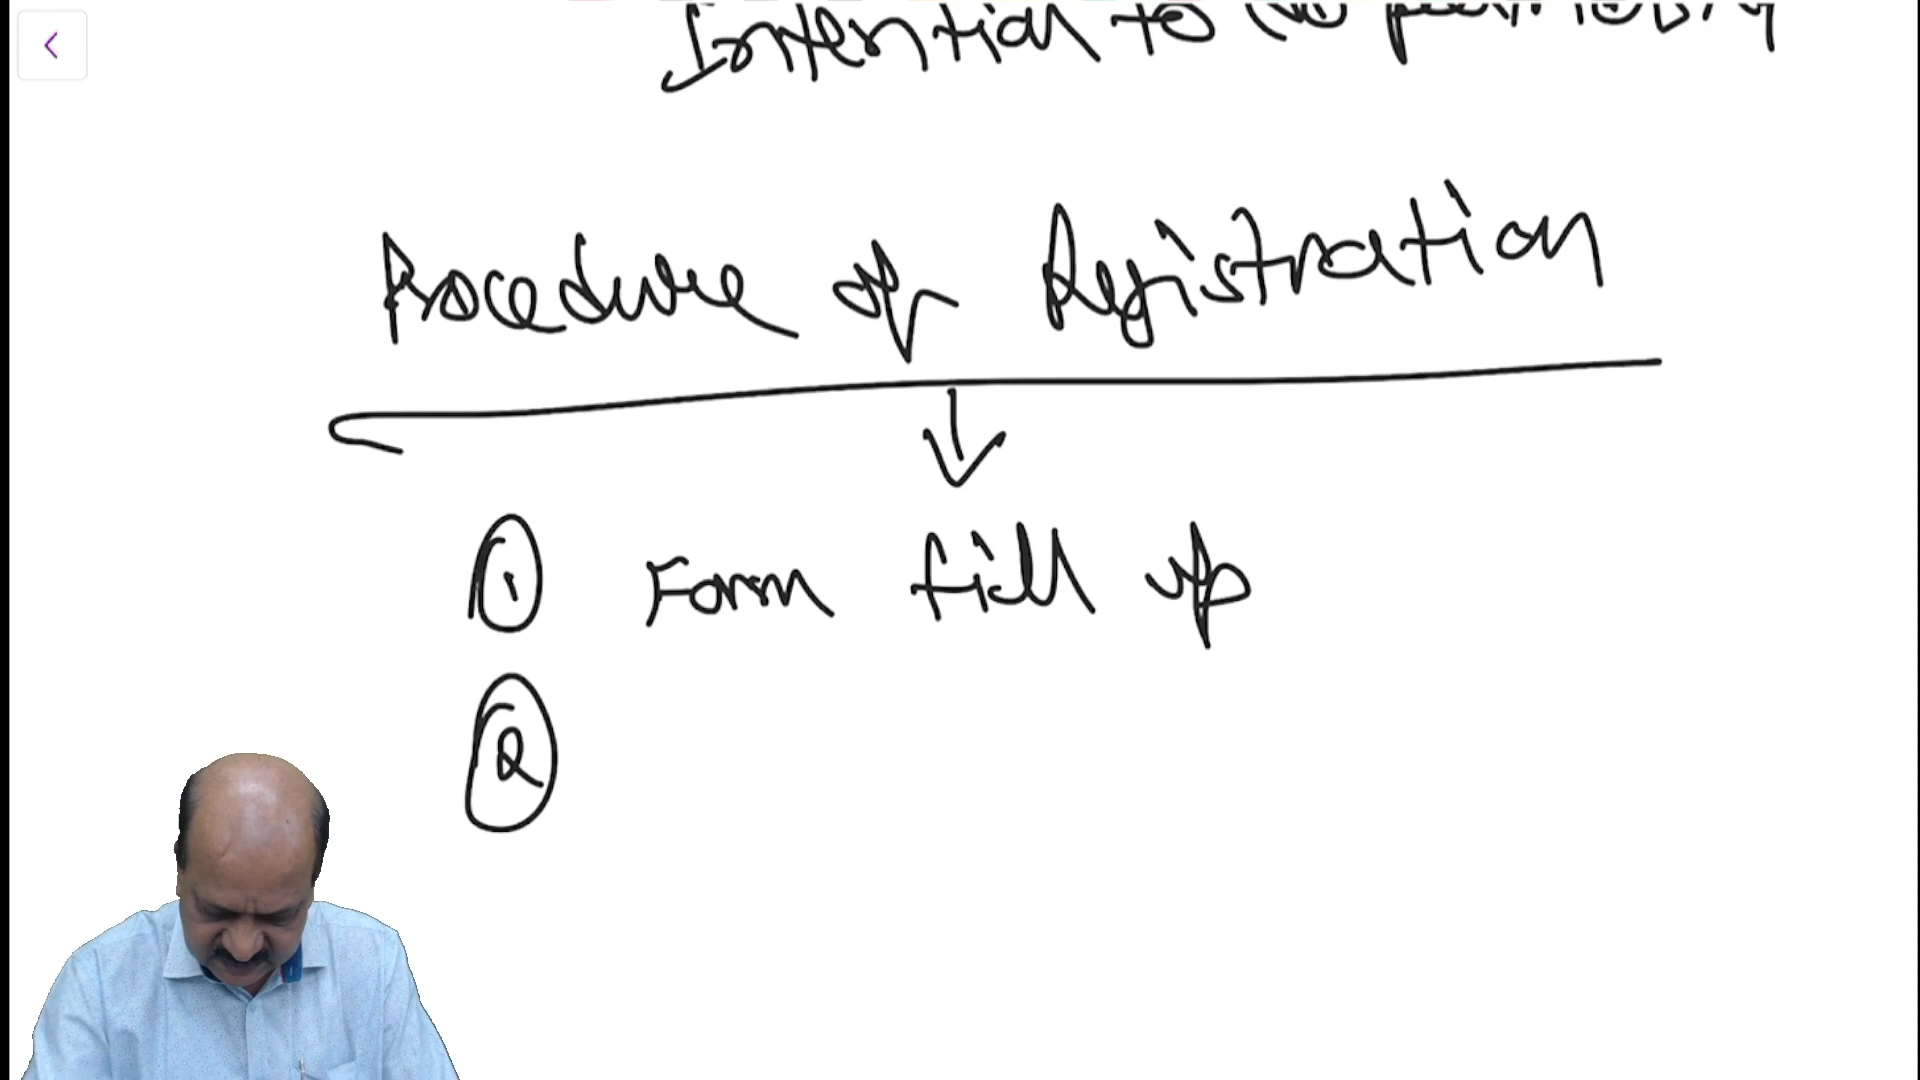 Intention to
Procedure of Registration
1 Form fill up
2